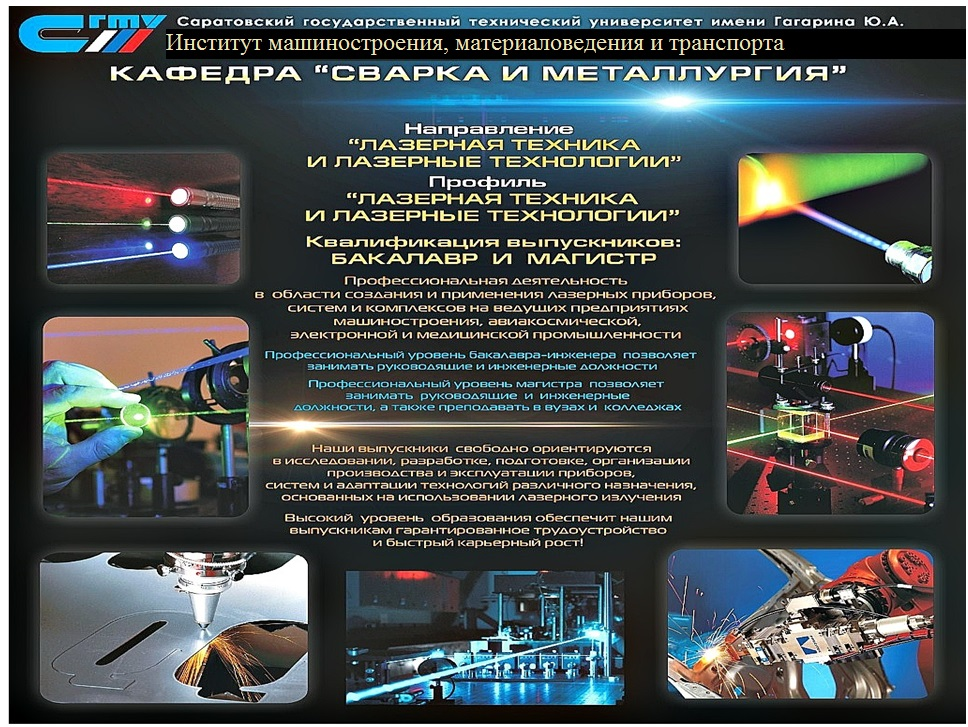 СГТУ
Саратовский государственный технический университет имени Гагарина Ю.А.
Институт машиностроения, материаловедения и транспорта
КАФЕДРА “СВАРКА И МЕТАЛЛУРГИЯ”
Направление
“ЛАЗЕРНАЯ ТЕХНИКА
И ЛАЗЕРНЫЕ ТЕХНОЛОГИИ”
Профиль
“ЛАЗЕРНАЯ ТЕХНИКА
И ЛАЗЕРНЫЕ ТЕХНОЛОГИИ”
Квалификация выпускников:
БАКАЛАВР И МАГИСТР
Профессиональная деятельность
в области создания и применения лазерных приборов,
систем и комплексов на ведущих предприятиях
машиностроения, авиакосмической,
электронной и медицинской промышленности
Профессиональный уровень бакалавра-инженера позволяет
занимать руководящие и инженерные должности
Профессиональный уровень магистра позволяет
занимать руководящие и инженерные
должности, а также преподавать в вузах и колледжах
Наши выпускники свободно ориентируются
в исследовании, разработке, подготовке, организации
производства и эксплуатации приборов,
систем и адаптации технологий различного назначения,
основанных на использовании лазерного излучения
Высокий уровень образования обеспечит нашим
выпускникам гарантированное трудоустройство
и быстрый карьерный рост!